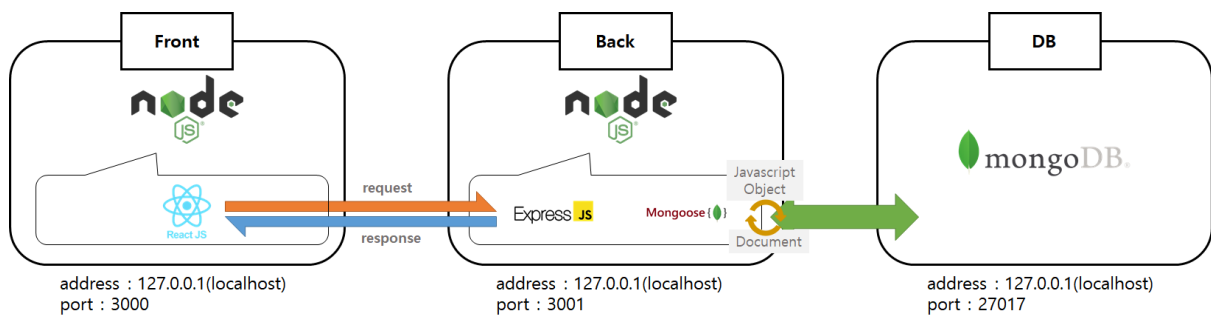 Front
Back
DB
node
JS
node
JS
mongoDB
React JS
request
response
Express JS
Mongoose { }
Javascript
Object
Document
address : 127.0.0.1(localhost)
port : 3000
address : 127.0.0.1(localhost)
port : 3001
address : 127.0.0.1(localhost)
port : 27017